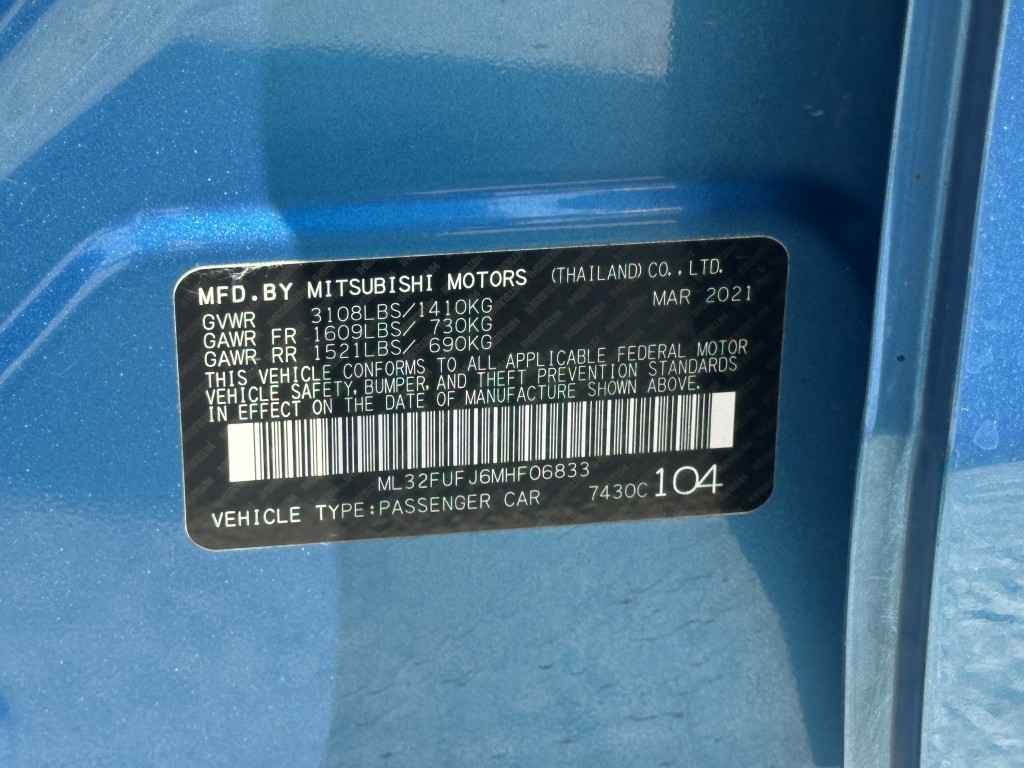 MFD.BY MITSUBISHI MOTORS (THAILAND) CO., LTD.
GVWR 3108LBS/1410KG MAR 2021
GAWR FR 1609LBS/ 730KG
GAWR RR 1521LBS/ 690KG
THIS VEHICLE CONFORMS TO ALL APPLICABLE FEDERAL MOTOR
VEHICLE SAFETY, BUMPER, AND THEFT PREVENTION STANDARDS
IN EFFECT ON THE DATE OF MANUFACTURE SHOWN ABOVE.
ML32FUFJ6MHF06833
VEHICLE TYPE:PASSENGER CAR 7430C 104